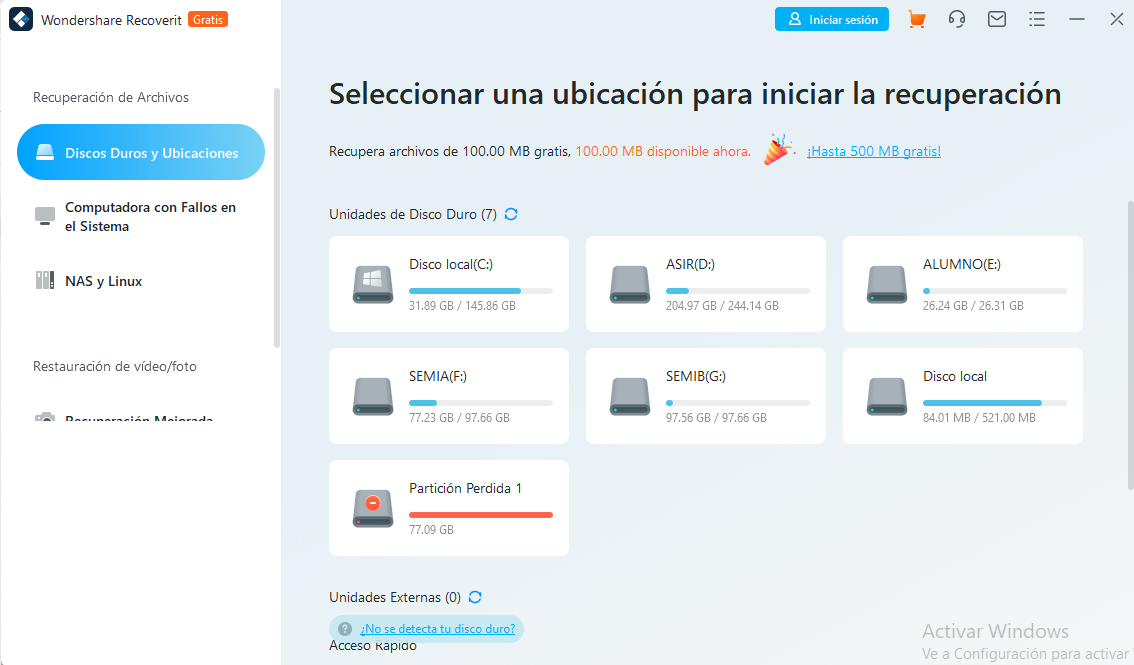 Wondershare Recoverit Gratis
Iniciar sesión
Recuperación de Archivos
Discos Duros y Ubicaciones
Computadora con Fallos en
el Sistema
NAS y Linux
Restauración de vídeo/foto
Recuperación Mejorada
Seleccionar una ubicación para iniciar la recuperación
Recupera archivos de 100.00 MB gratis, 100.00 MB disponible ahora. ¡Hasta 500 MB gratis!
Unidades de Disco Duro (7)
Disco local(C:)
31.89 GB / 145.86 GB
ASIR(D:)
204.97 GB / 244.14 GB
ALUMNO(E:)
26.24 GB / 26.31 GB
SEMIA(F:)
77.23 GB / 97.66 GB
SEMIB(G:)
97.56 GB / 97.66 GB
Disco local
84.01 MB / 521.00 MB
Partición Perdida 1
77.09 GB
Unidades Externas (0)
¿No se detecta tu disco duro?
Acceso Rápido
Activar Windows
Ve a Configuración para activar